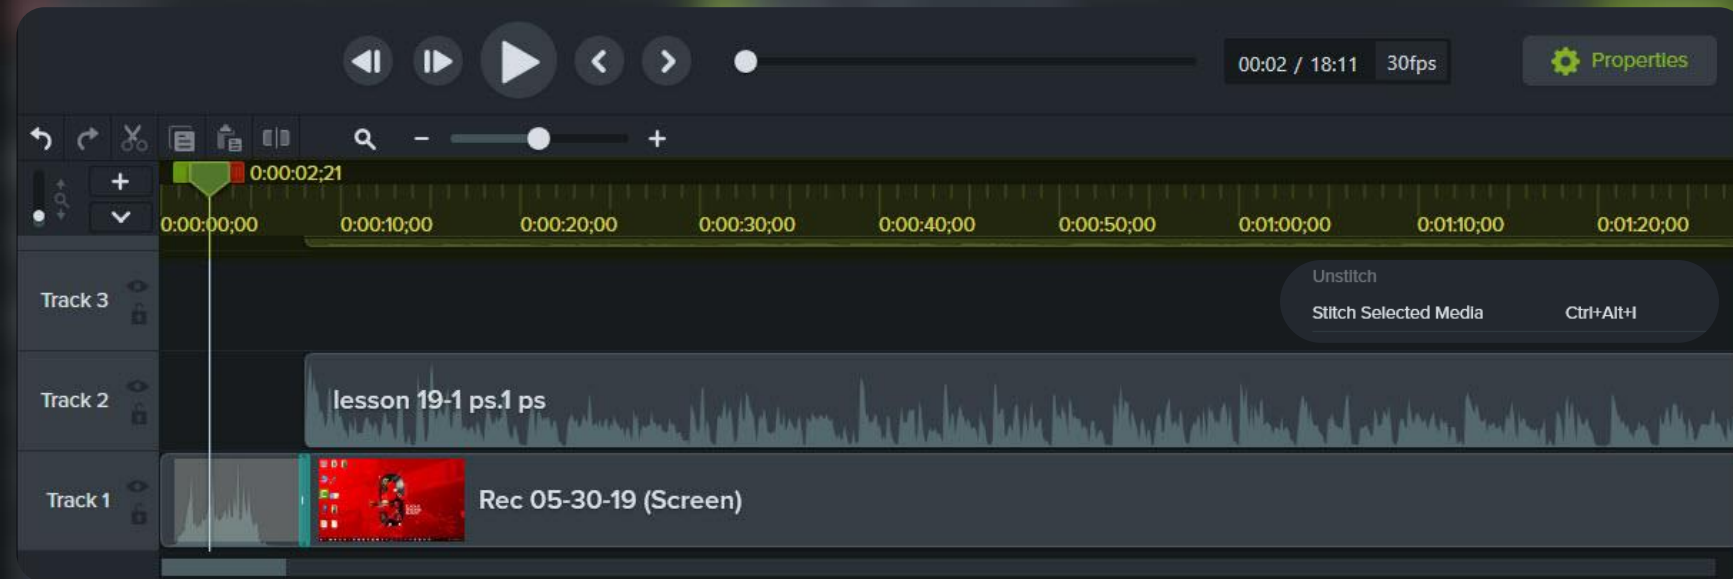 00:02 / 18:11 30fps Properties
0:00:02;21
0:00:00;00 0:00:10;00 0:00:20;00 0:00:30;00 0:00:40;00 0:00:50;00 0:01:00;00 0:01:10;00 0:01:20;00
Unstitch
Track 3
Stitch Selected Media Ctrl+Alt+I
Track 2 lesson 19-1 ps.1 ps
Track 1 Rec 05-30-19 (Screen)